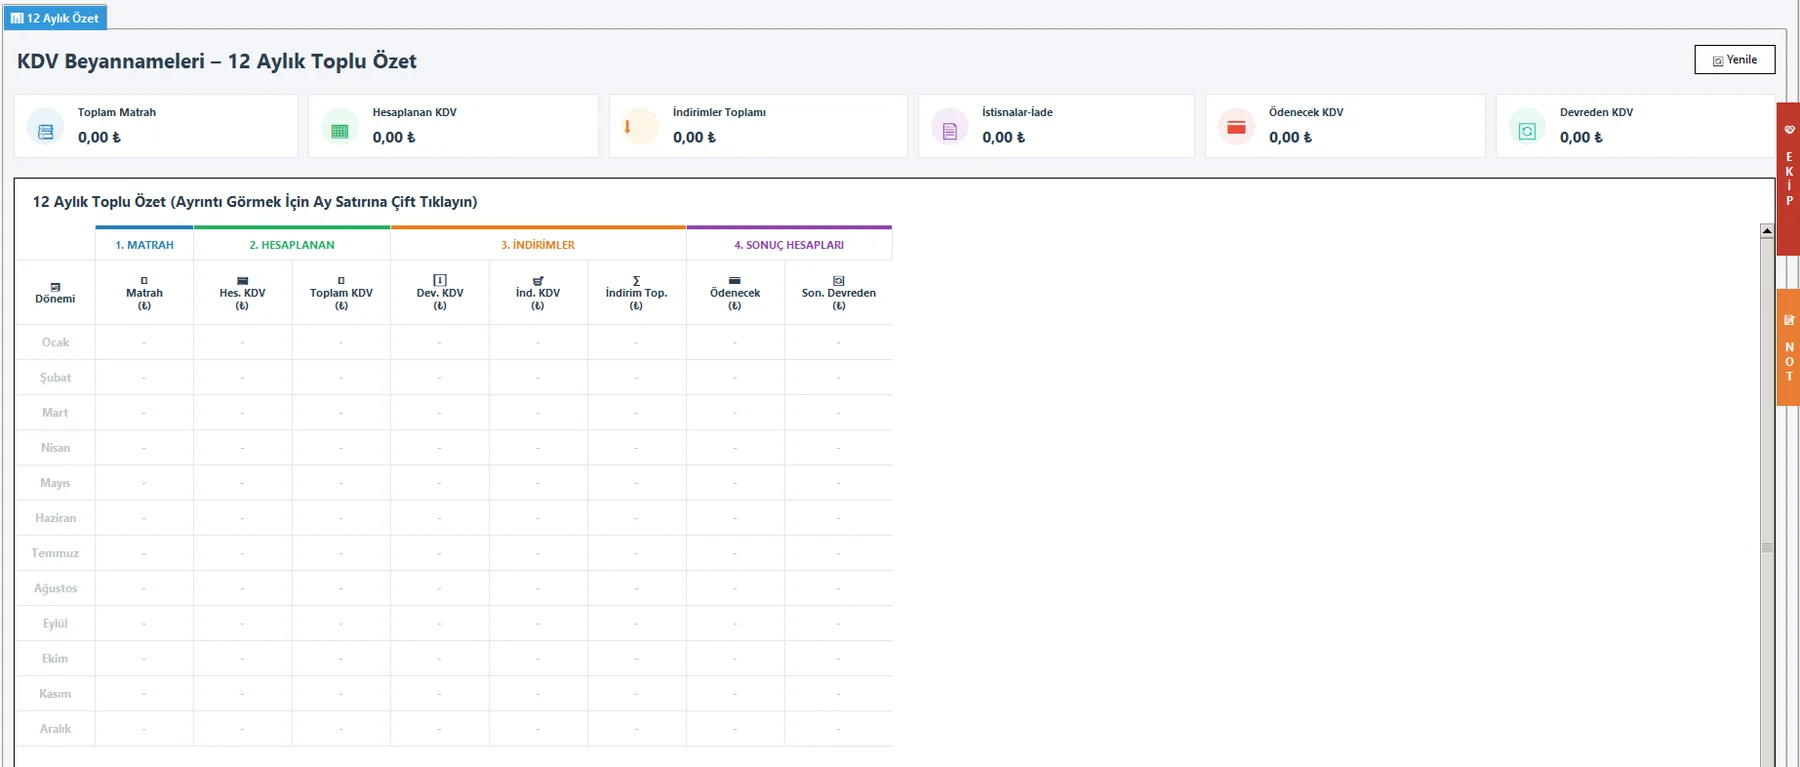 12 Aylık Özet
KDV Beyannameleri – 12 Aylık Toplu Özet
Yenile
Toplam Matrah
0,00 ₺
Hesaplanan KDV
0,00 ₺
İndirimler Toplamı
0,00 ₺
İstisnalar-İade
0,00 ₺
Ödenecek KDV
0,00 ₺
Devreden KDV
0,00 ₺
EKİP
NOT
12 Aylık Toplu Özet (Ayrıntı Görmek İçin Ay Satırına Çift Tıklayın)
1. MATRAH 2. HESAPLANAN 3. İNDİRİMLER 4. SONUÇ HESAPLARI
Dönemi
Matrah
(₺)
Hes. KDV
(₺)
Toplam KDV
(₺)
Dev. KDV
(₺)
İnd. KDV
(₺)
∑
İndirim Top.
(₺)
Ödenecek
(₺)
Son. Devreden
(₺)
Ocak - - - - - - - -
Şubat - - - - - - - -
Mart - - - - - - - -
Nisan - - - - - - - -
Mayıs - - - - - - - -
Haziran - - - - - - - -
Temmuz - - - - - - - -
Ağustos - - - - - - - -
Eylül - - - - - - - -
Ekim - - - - - - - -
Kasım - - - - - - - -
Aralık - - - - - - - -